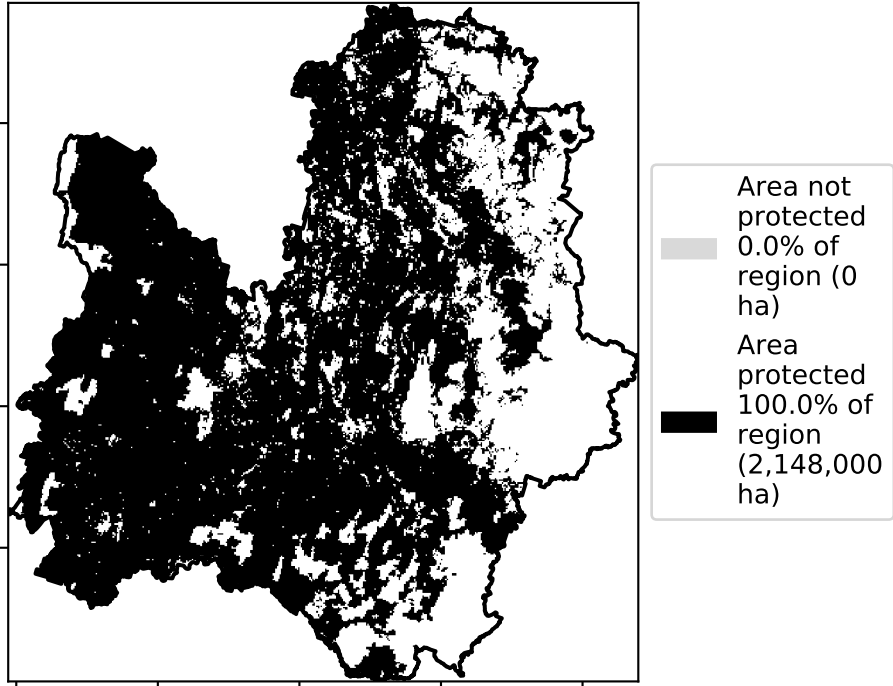 Area not
protected
0.0% of
region (0
ha)
Area
protected
100.0% of
region
(2,148,000
ha)